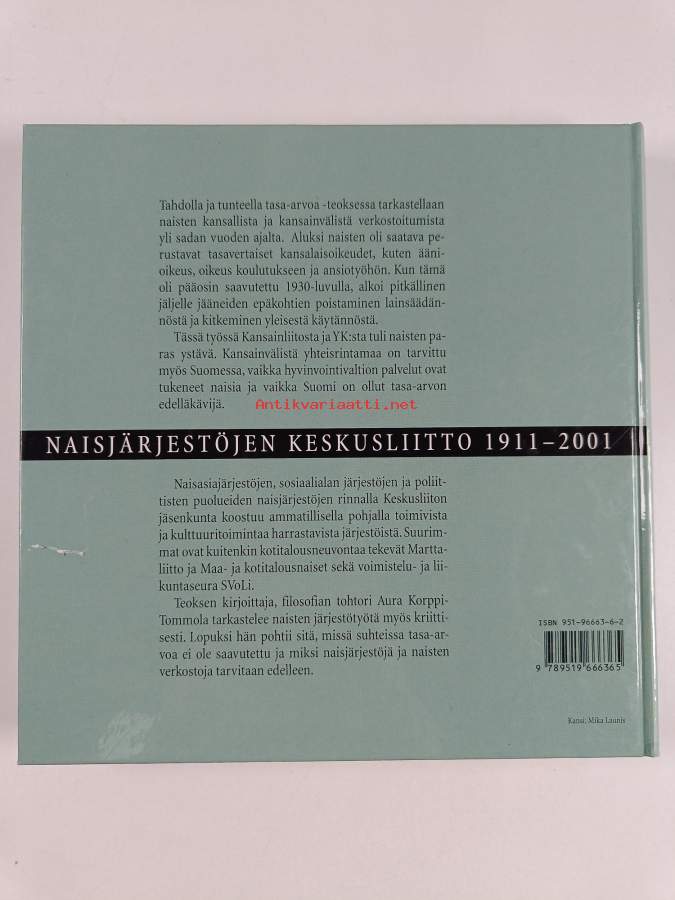 Tahdolla ja tunteella tasa-arvoa -teoksessa tarkastellaan
naisten kansallista ja kansainvälistä verkostoitumista
yli sadan vuoden ajalta. Aluksi naisten oli saatava pe-
rustavat tasavertaiset kansalaisoikeudet, kuten ääni-
oikeus, oikeus koulutukseen ja ansiotyöhön. Kun tämä
oli pääosin saavutettu 1930-luvulla, alkoi pitkällinen
jäljelle jääneiden epäkohtien poistaminen lainsäädän-
nöstä ja kitkeminen yleisestä käytännöstä.
Tässä työssä Kansainliitosta ja YK:sta tuli naisten pa-
ras ystävä. Kansainvälistä yhteisrintamaa on tarvittu
myös Suomessa, vaikka hyvinvointivaltion palvelut ovat
tukeneet naisia ja vaikka Suomi on ollut tasa-arvon
edelläkävijä.
Antikvariaatti.net
NAISJÄRJESTÖJEN KESKUSLIITTO 1911–2001
Naisasiajärjestöjen, sosiaalialan järjestöjen ja poliit-
tisten puolueiden naisjärjestöjen rinnalla Keskusliiton
jäsenkunta koostuu ammatillisella pohjalla toimivista
ja kulttuuritoimintaa harrastavista järjestöistä. Suurim-
mat ovat kuitenkin kotitalousneuvontaa tekevät Martta-
liitto ja Maa- ja kotitalousnaiset sekä voimistelu- ja lii-
kuntaseura SVoLi.
Teoksen kirjoittaja, filosofian tohtori Aura Korppi-
Tommola tarkastelee naisten järjestötyötä myös kriitti-
sesti. Lopuksi hän pohtii sitä, missä suhteissa tasa-ar-
voa ei ole saavutettu ja miksi naisjärjestöjä ja naisten
verkostoja tarvitaan edelleen.
ISBN 951-96663-6-2
9 789519 666365
Kansi: Mika Launis